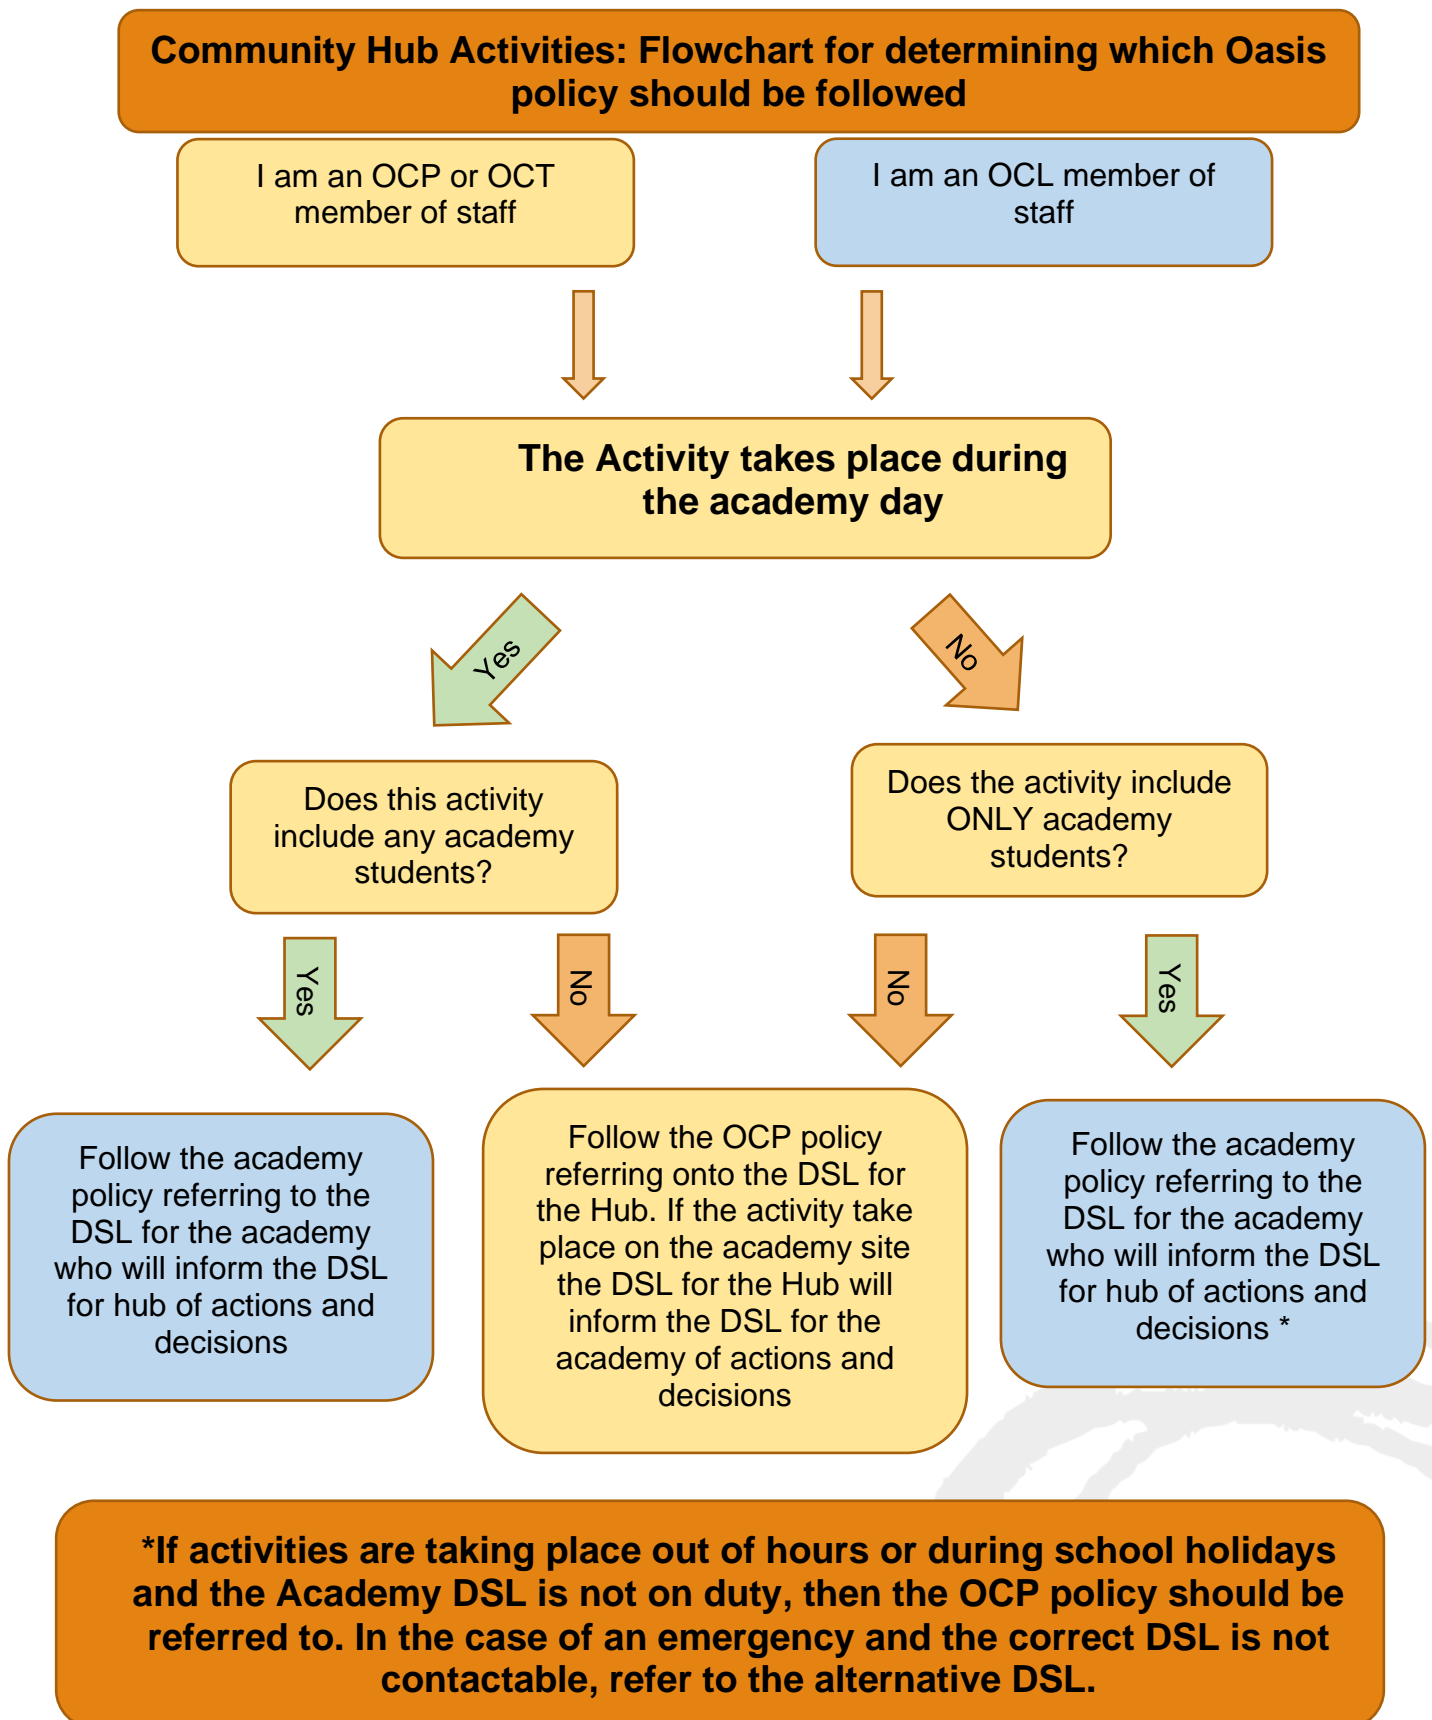 Community Hub Activities: Flowchart for determining which Oasis
policy should be followed
I am an OCP or OCT
member of staff
I am an OCL member of
staff
The Activity takes place during
the academy day
Yes
No
Does this activity
include any academy
students?
Does the activity include
ONLY academy
students?
Yes
No
No
Yes
Follow the academy
policy referring to the
DSL for the academy
who will inform the DSL
for hub of actions and
decisions
Follow the OCP policy
referring onto the DSL for
the Hub. If the activity take
place on the academy site
the DSL for the Hub will
inform the DSL for the
academy of actions and
decisions
Follow the academy
policy referring to the
DSL for the academy
who will inform the DSL
for hub of actions and
decisions *
*If activities are taking place out of hours or during school holidays
and the Academy DSL is not on duty, then the OCP policy should be
referred to. In the case of an emergency and the correct DSL is not
contactable, refer to the alternative DSL.